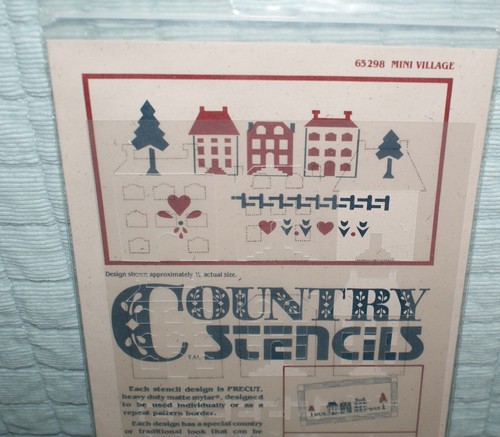 65298 MINI VILLAGE
Design shown approximately ½ actual size.
COUNTRY
STENCILS
Each stencil design is PRECUT,
heavy duty matte mylar®, designed
to be used individually or as a
repeat pattern border.
Each design has a special country
or traditional look that can be